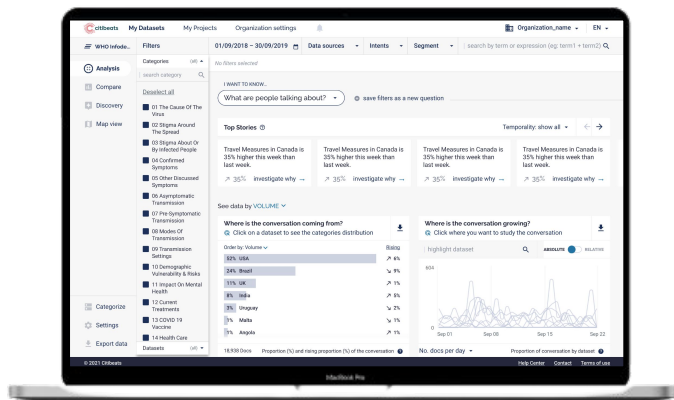 citibeats
My Datasets
My Projects
Organization settings
Organization_name
EN
WHO Infode...
Filters
01/09/2018 – 30/09/2019
Data sources
Intents
Segment
search by term or expression (eg: term1 + term2)
Analysis
Compare
Discovery
Map view
Categorize
Settings
Export data
Categories (all)
search category
Deselect all
01 The Cause Of The
Virus
02 Stigma Around
The Spread
03 Stigma About Or
By Infected People
04 Confirmed
Symptoms
05 Other Discussed
Symptoms
06 Asymptomatic
Transmission
07 Pre-Symptomatic
Transmission
08 Modes Of
Transmission
09 Transmission
Settings
10 Demographic
Vulnerability & Risks
11 Impact On Mental
Health
12 Current
Treatments
13 COVID 19
Vaccine
14 Health Care
Datasets (all)
No filters selected
I WANT TO KNOW...
What are people talking about?
save filters as a new question
Top Stories
Temporality: show all
Travel Measures in Canada is
35% higher this week than
last week.
35% investigate why
Travel Measures in Canada is
35% higher this week than
last week.
35% investigate why
Travel Measures in Canada is
35% higher this week than
last week.
35% investigate why
Travel Measures in Canada is
35% higher this week than
last week.
35% investigate why
See data by VOLUME
Where is the conversation coming from?
Click on a dataset to see the categories distribution
Order by: Volume
Rising
52% USA 6%
24% Brazil 9%
11% UK 1%
8% India 5%
3% Uruguay 2%
1% Malta 1%
1% Angola 1%
18,938 Docs Proportion (%) and rising proportion (%) of the conversation
Where is the conversation growing?
Click where you want to study the conversation
highlight dataset
ABSOLUTE
RELATIVE
604
0
Sep 01
Sep 08
Sep 15
Sep 22
No. docs per day
Proportion of conversation by dataset
© 2021 Citibeats
Help Center
Contact
Terms of use
MacBook Pro